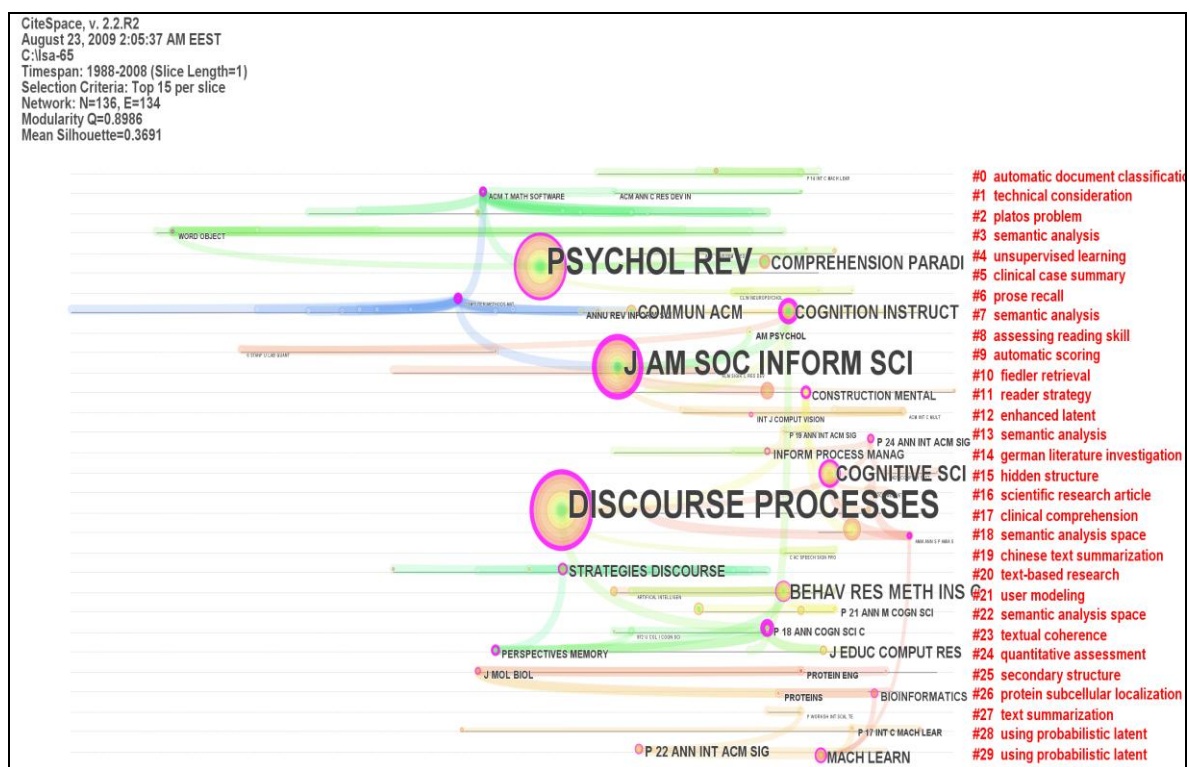 CiteSpace, v. 2.2.R2
August 23, 2009 2:05:37 AM EEST
C:\lsa-65
Timespan: 1988-2008 (Slice Length=1)
Selection Criteria: Top 15 per slice
Network: N=136, E=134
Modularity Q=0.8986
Mean Silhouette=0.3691
#0 automatic document classificatio
ACM T MATH SOFTWARE
ACM ANN C RES DEV IN
#1 technical consideration
#2 platos problem
WORD OBJECT
#3 semantic analysis
PSYCHOL REV
COMPREHENSION PARADI
#4 unsupervised learning
#5 clinical case summary
#6 prose recall
ANNU REV INFORM
COMMUN ACM
COGNITION INSTRUCT
#7 semantic analysis
AM PSYCHOL
#8 assessing reading skill
#9 automatic scoring
J AM SOC INFORM SCI
#10 fiedler retrieval
CONSTRUCTION MENTAL
#11 reader strategy
INT J COMPUT VISION
ACM INT C MULT
#12 enhanced latent
P 19 ANN INT ACM SIG
P 24 ANN INT ACM SIG
#13 semantic analysis
INFORM PROCESS MANAG
#14 german literature investigation
COGNITIVE SCI
#15 hidden structure
DISCOURSE PROCESSES
#16 scientific research article
#17 clinical comprehension
#18 semantic analysis space
#19 chinese text summarization
STRATEGIES DISCOURSE
#20 text-based research
ARTIFICIAL INTELLIGEN
BEHAV RES METH INS C
#21 user modeling
P 21 ANN M COGN SCI
#22 semantic analysis space
P 18 ANN COGN SCI C
#23 textual coherence
PERSPECTIVES MEMORY
J EDUC COMPUT RES
#24 quantitative assessment
J MOL BIOL
PROTEIN ENG
#25 secondary structure
PROTEINS
BIOINFORMATICS
#26 protein subcellular localization
#27 text summarization
P 17 INT C MACH LEAR
#28 using probabilistic latent
P 22 ANN INT ACM SIG
MACH LEARN
#29 using probabilistic latent